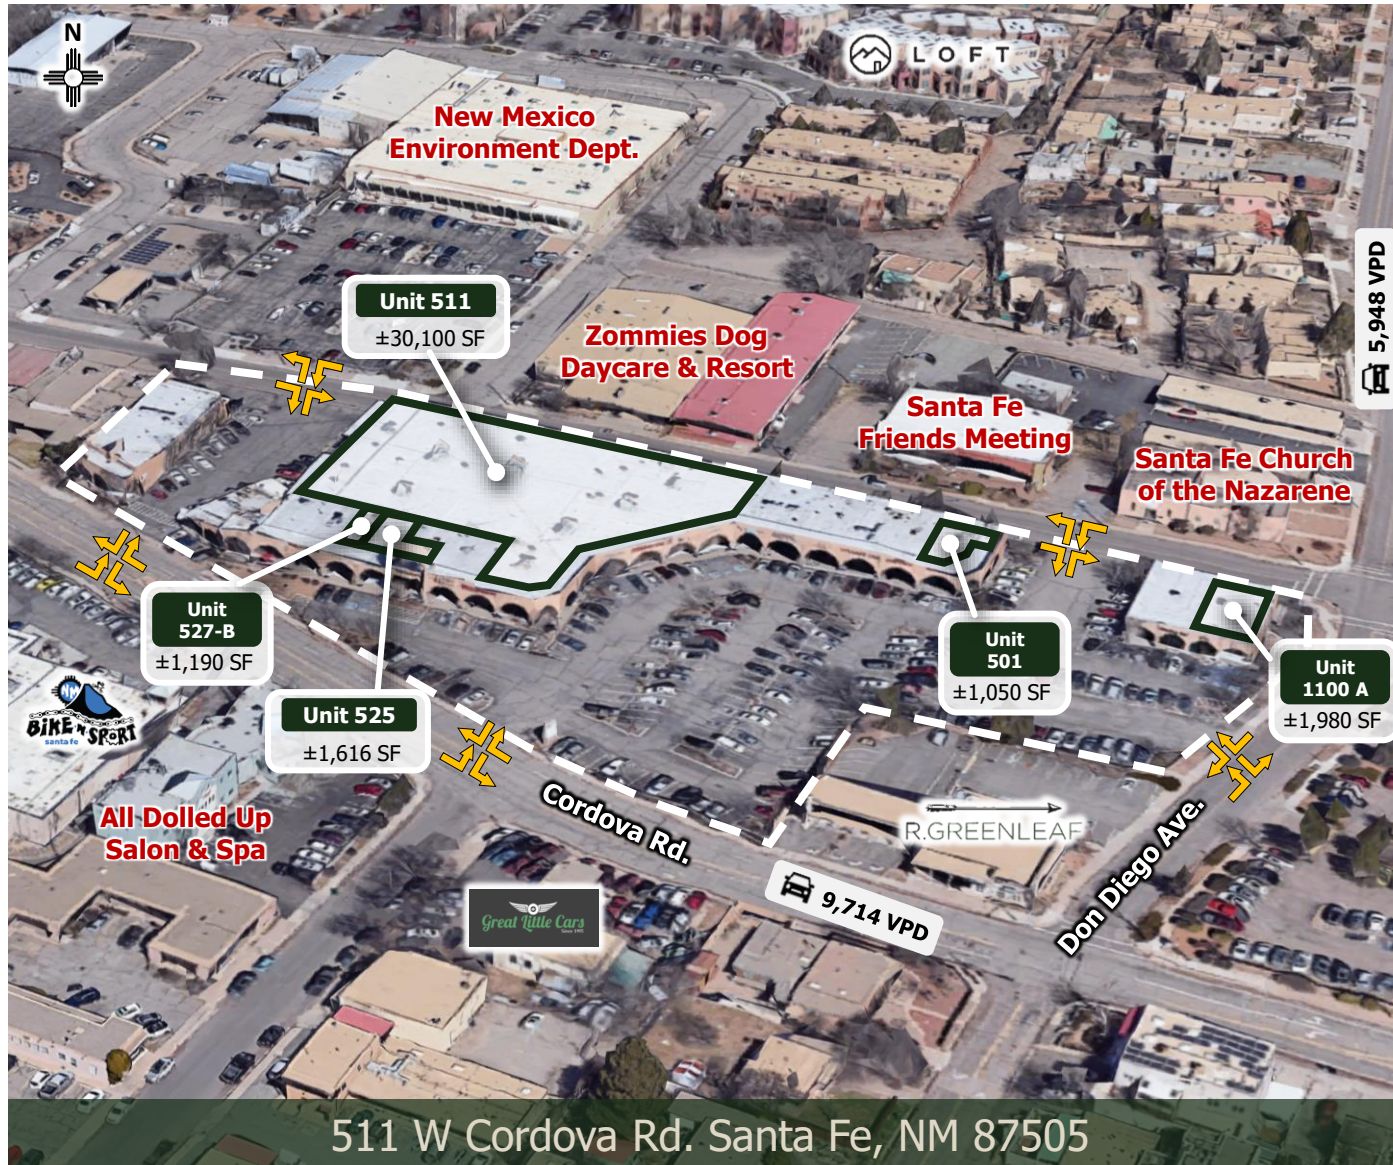 N
LOFT
New Mexico
Environment Dept.
5,948 VPD
Unit 511
±30,100 SF
Zommies Dog
Daycare & Resort
Santa Fe
Friends Meeting
Santa Fe Church
of the Nazarene
Unit
527-B
±1,190 SF
Unit 525
±1,616 SF
Unit
501
±1,050 SF
Unit
1100 A
±1,980 SF
NM
BIKE N SPORT
santa fe
All Dolled Up
Salon & Spa
Cordova Rd.
R.GREENLEAF
Don Diego Ave.
Great Little Cars
Since 1995
9,714 VPD
511 W Cordova Rd. Santa Fe, NM 87505